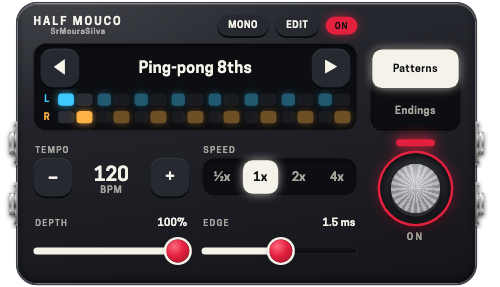 HALF MOUCO
SrMouraSilva
MONO
EDIT
ON
Ping-pong 8ths
Patterns
L
R
Endings
TEMPO
SPEED
– 120 +
BPM
½x 1x 2x 4x
DEPTH 100%
EDGE 1.5 ms
ON